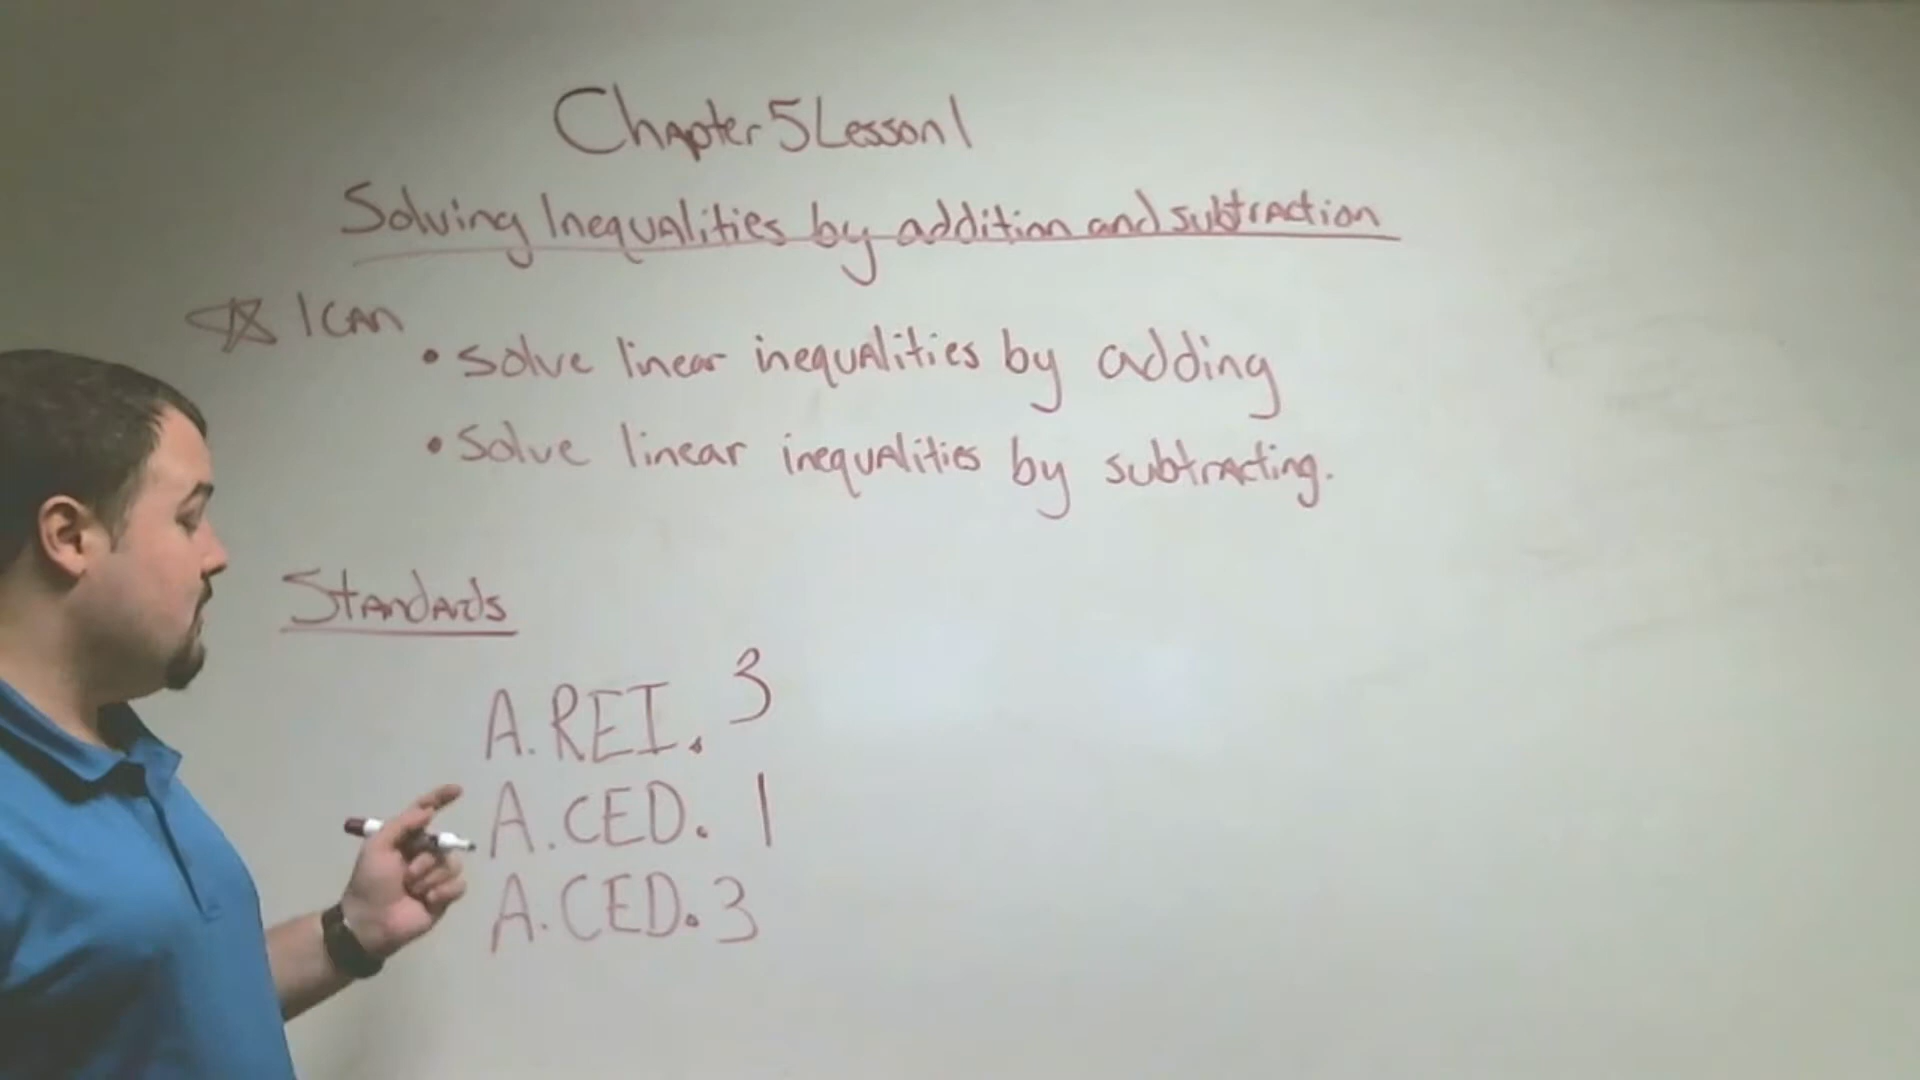 Chapter 5 Lesson 1
Solving Inequalities by addition and subtraction
☆ I CAN
• solve linear inequalities by adding
• Solve linear inequalities by subtracting.
Standards
A.REI. 3
A.CED. 1
A.CED. 3